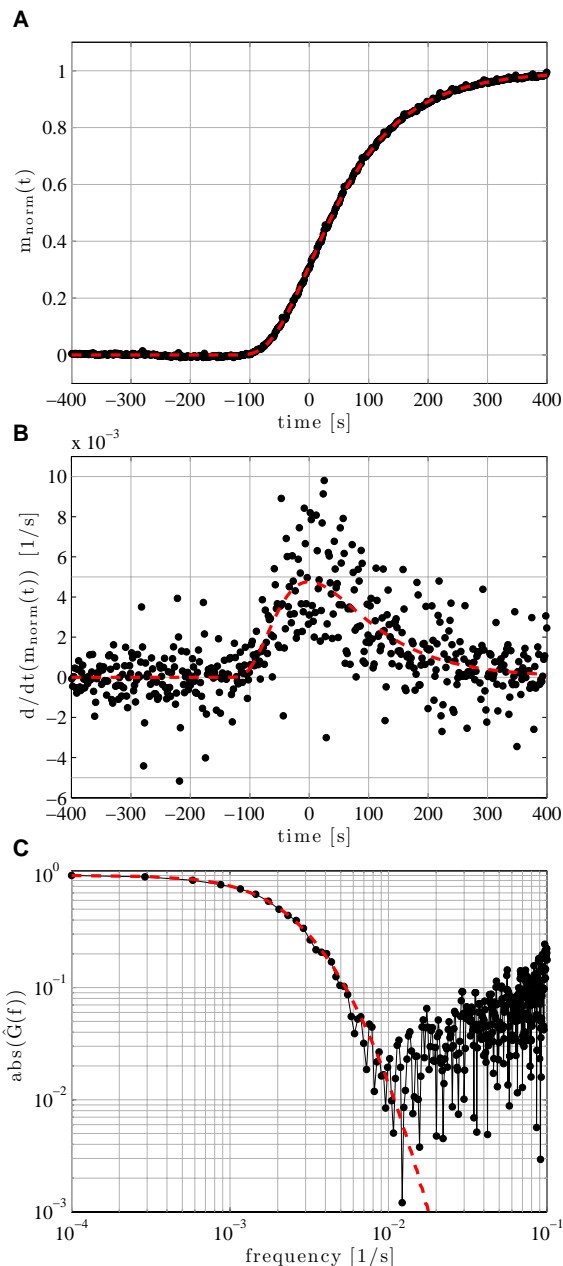 A
1
0.8
0.6
0.4
0.2
0
m_norm(t)
−400 −300 −200 −100 0 100 200 300 400
time [s]
B
x 10^−3
10
8
6
4
2
0
−2
−4
−6
d/dt(m_norm(t)) [1/s]
−400 −300 −200 −100 0 100 200 300 400
time [s]
C
10^0
10^−1
10^−2
10^−3
abs(Ĝ(f))
10^−4 10^−3 10^−2 10^−1
frequency [1/s]